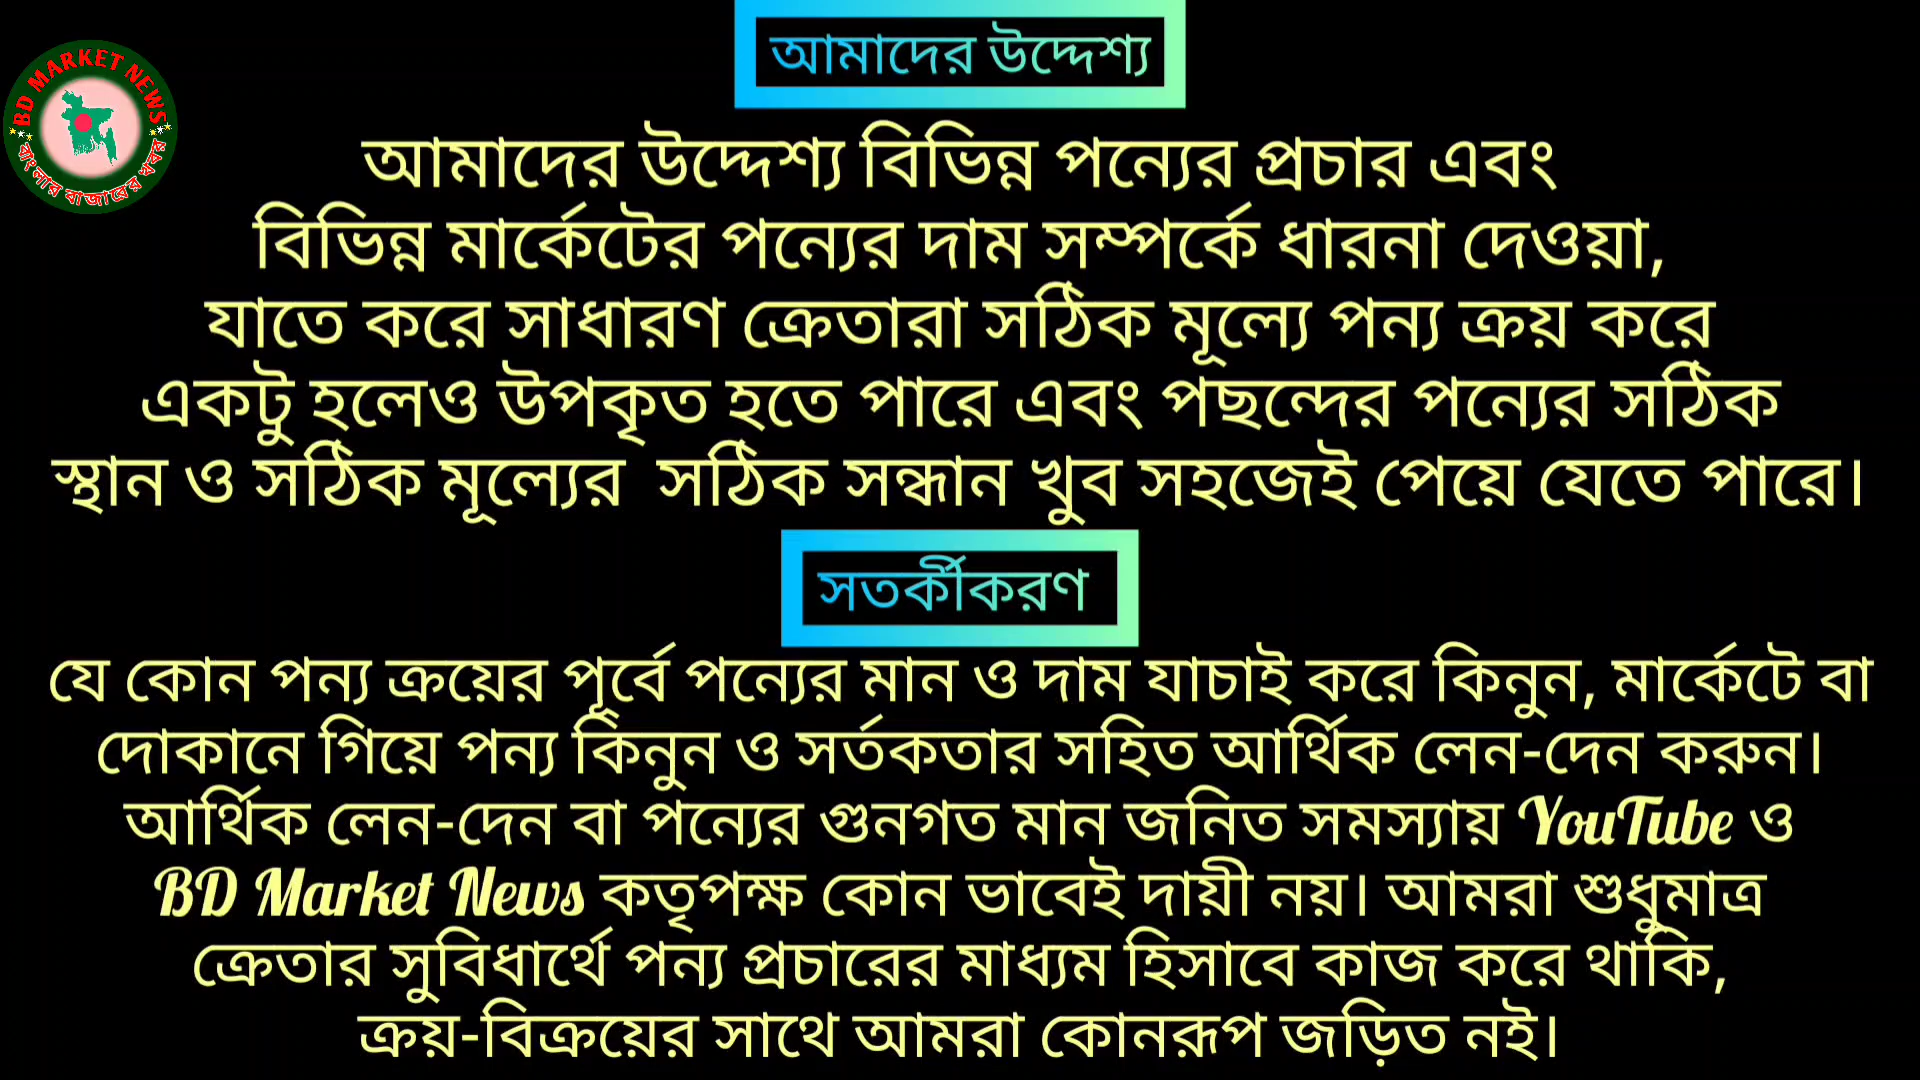 আমাদের উদ্দেশ্য
BD MARKET NEWS
বাংলার বাজারের খবর
আমাদের উদ্দেশ্য বিভিন্ন পন্যের প্রচার এবং
বিভিন্ন মার্কেটের পন্যের দাম সম্পর্কে ধারনা দেওয়া,
যাতে করে সাধারণ ক্রেতারা সঠিক মূল্যে পন্য ক্রয় করে
একটু হলেও উপকৃত হতে পারে এবং পছন্দের পন্যের সঠিক
স্থান ও সঠিক মূল্যের সঠিক সন্ধান খুব সহজেই পেয়ে যেতে পারে।
সতর্কীকরণ
যে কোন পন্য ক্রয়ের পূর্বে পন্যের মান ও দাম যাচাই করে কিনুন, মার্কেটে বা
দোকানে গিয়ে পন্য কিনুন ও সর্তকতার সহিত আর্থিক লেন-দেন করুন।
আর্থিক লেন-দেন বা পন্যের গুনগত মান জনিত সমস্যায় YouTube ও
BD Market News কতৃপক্ষ কোন ভাবেই দায়ী নয়। আমরা শুধুমাত্র
ক্রেতার সুবিধার্থে পন্য প্রচারের মাধ্যম হিসাবে কাজ করে থাকি,
ক্রয়-বিক্রয়ের সাথে আমরা কোনরূপ জড়িত নই।